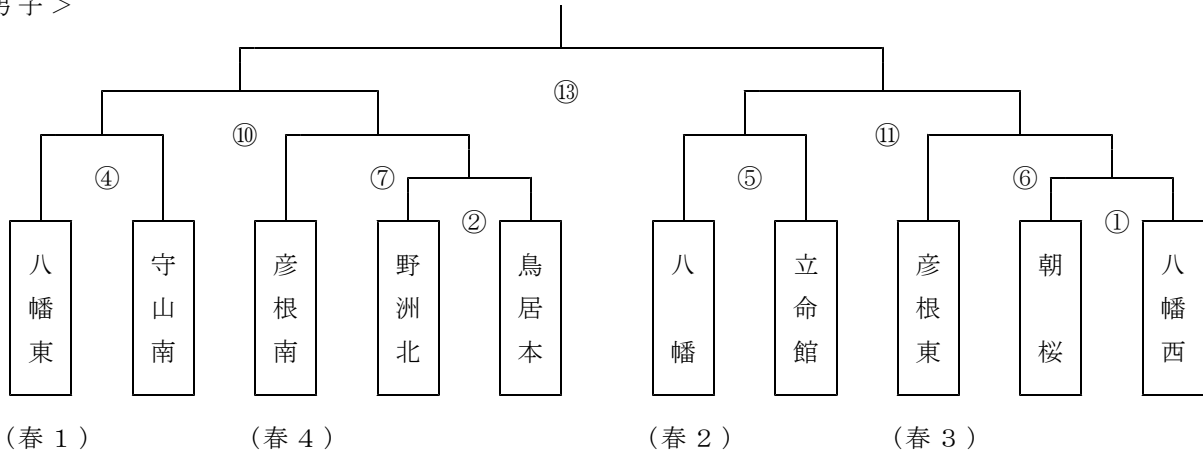 男子>
⑬
⑩ ⑪
④ ⑦ ⑤ ⑥
② ①
八幡東 守山南 彦根南 野洲北 鳥居本 八幡 立命館 彦根東 朝桜 八幡西
(春1) (春4) (春2) (春3)